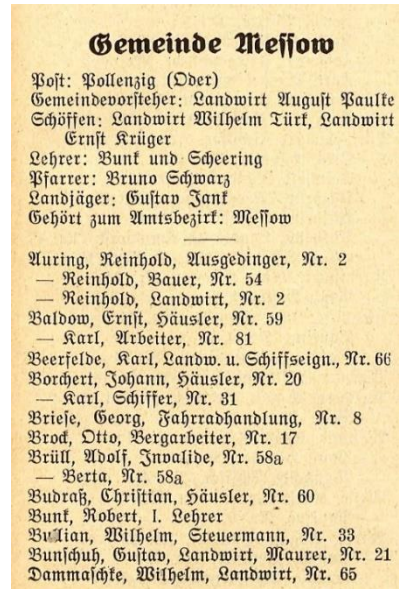 Gemeinde Messow
Post: Pollenzig (Oder)
Gemeindevorsteher: Landwirt August Paulke
Schöffen: Landwirt Wilhelm Türk, Landwirt
Ernst Krüger
Lehrer: Bunk und Scheering
Pfarrer: Bruno Schwarz
Landjäger: Gustav Jank
Gehört zum Amtsbezirk: Messow
Auring, Reinhold, Ausgedinger, Nr. 2
— Reinhold, Bauer, Nr. 54
— Reinhold, Landwirt, Nr. 2
Baldow, Ernst, Häusler, Nr. 59
— Karl, Arbeiter, Nr. 81
Beerfelde, Karl, Landw. u. Schiffseign., Nr. 66
Borchert, Johann, Häusler, Nr. 20
— Karl, Schiffer, Nr. 31
Briese, Georg, Fahrradhandlung, Nr. 8
Brock, Otto, Bergarbeiter, Nr. 17
Brüll, Adolf, Invalide, Nr. 58a
— Berta, Nr. 58a
Budraß, Christian, Häusler, Nr. 60
Bunk, Robert, I. Lehrer
Wilhelm, Steuermann, Nr. 33
Bunschuh, Gustav, Landwirt, Maurer, Nr. 21
Dammaschke, Wilhelm, Landwirt, Nr. 65